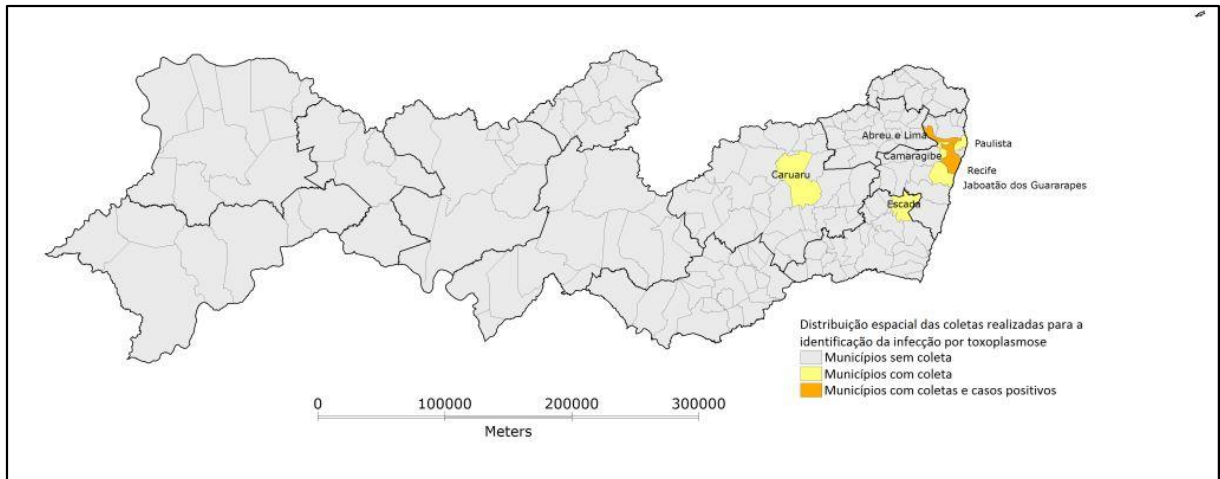 Abreu e Lima
Paulista
Camaragibe
Recife
Caruaru
Jaboatão dos Guararapes
Escada
Distribuição espacial das coletas realizadas para a
identificação da infecção por toxoplasmose
Municípios sem coleta
Municípios com coleta
Municípios com coletas e casos positivos
0 100000 200000 300000
Meters